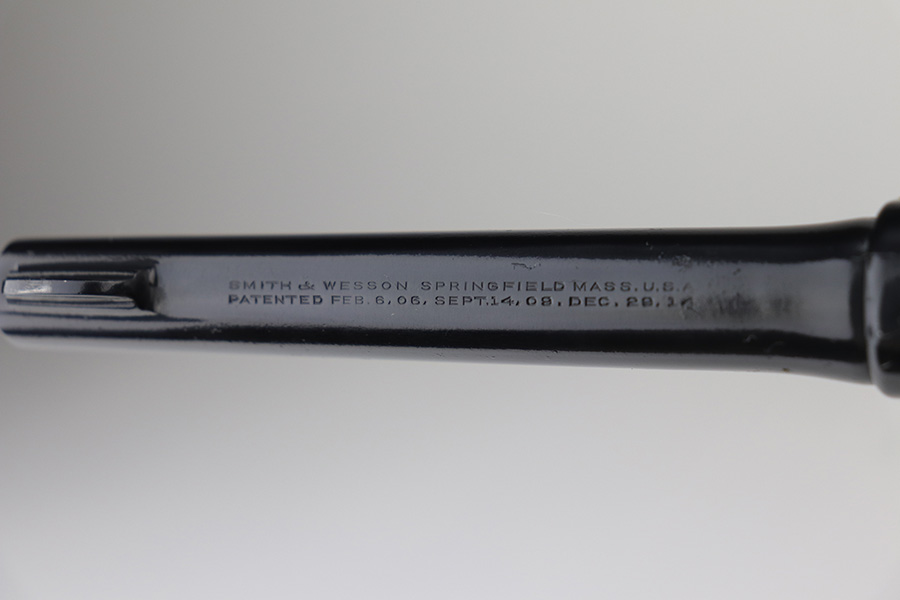 SMITH & WESSON SPRINGFIELD MASS. U.S.A
PATENTED FEB. 6, 06, SEPT. 14, 09. DEC. 29, 14